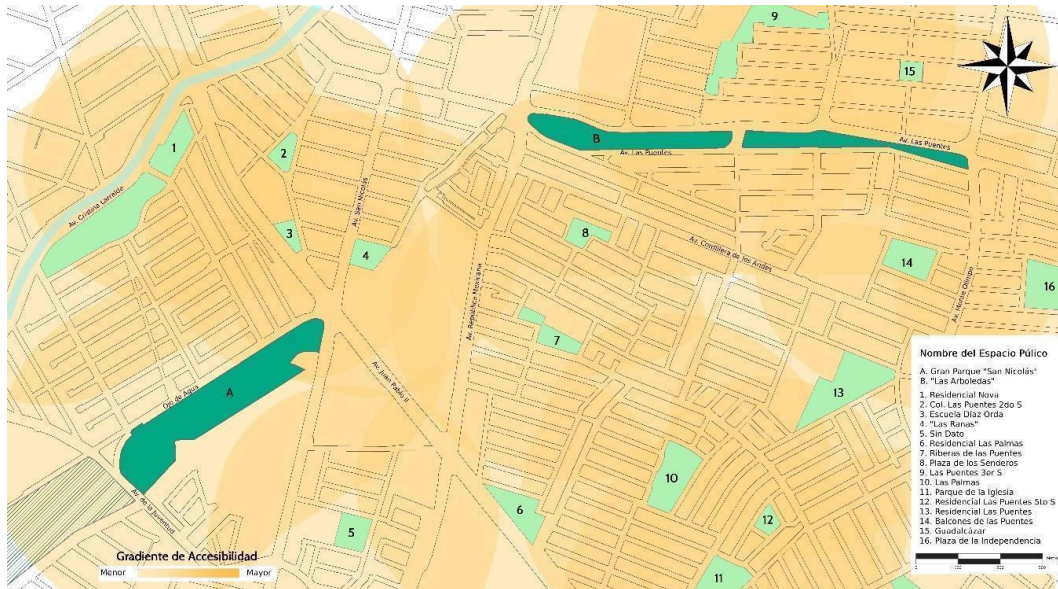 9
15
B
Av. Las Puentes
Av. Las Puentes
1
2
Av. Cristina Larralde
Av. San Nicolás
3
4
8
Av. Cordillera de los Andes
14
16
Av. República Mexicana
Av. Monte Olimpo
7
Ojo de Agua
A
Av. Juan Pablo II
13
10
Av. de la Juventud
6
5
12
11
Gradiente de Accesibilidad
Menor Mayor
Nombre del Espacio Púlico
A. Gran Parque "San Nicolás"
B. "Las Arboledas"
1. Residencial Nova
2. Col. Las Puentes 2do S
3. Escuela Díaz Orda
4. "Las Ranas"
5. Sin Dato
6. Residencial Las Palmas
7. Riberas de las Puentes
8. Plaza de los Senderos
9. Las Puentes 3er S
10. Las Palmas
11. Parque de la Iglesia
12. Residencial Las Puentes 5to S
13. Residencial Las Puentes
14. Balcones de las Puentes
15. Guadalcázar
16. Plaza de la Independencia